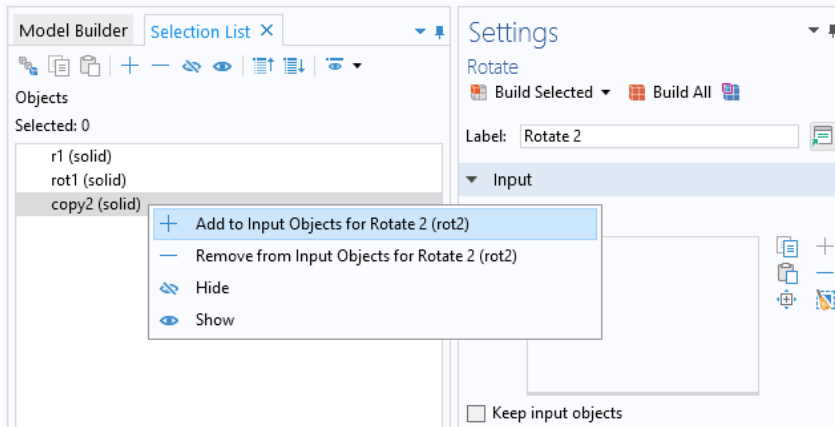 Model Builder
Selection List
Objects
Selected: 0
r1 (solid)
rot1 (solid)
copy2 (solid)
Add to Input Objects for Rotate 2 (rot2)
Remove from Input Objects for Rotate 2 (rot2)
Hide
Show
Settings
Rotate
Build Selected
Build All
Label:
Rotate 2
Input
Keep input objects